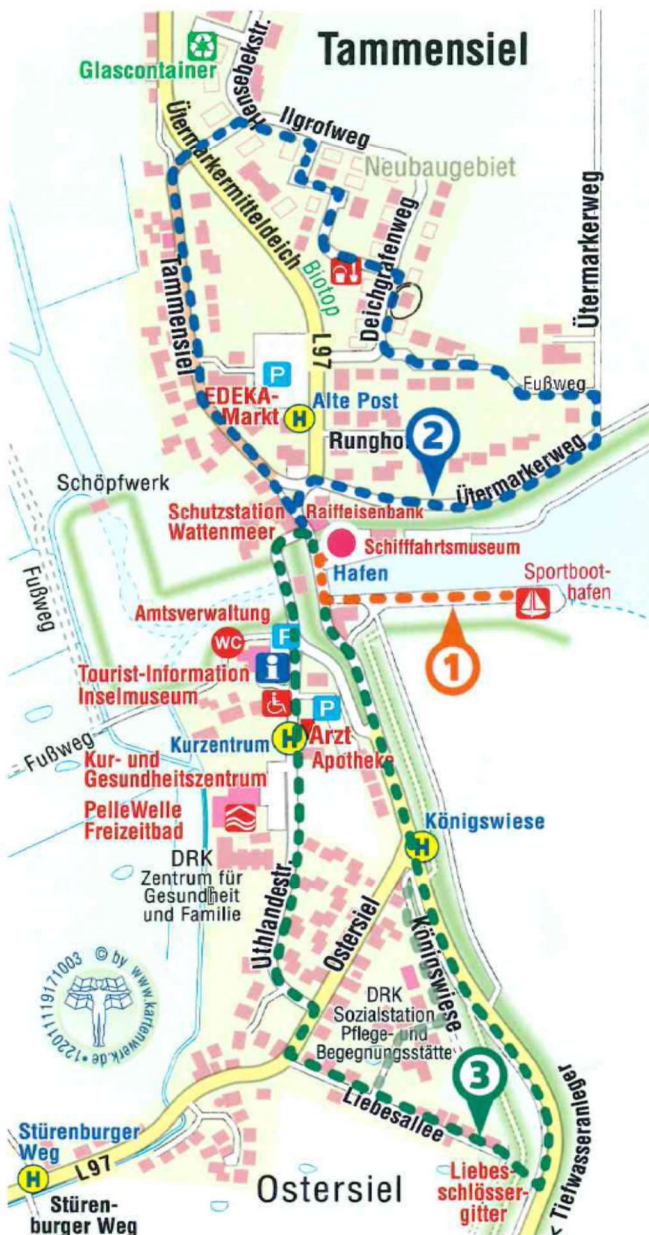 Tammensiel
Glascontainer
Heusebekstr.
Ilgrofweg
Neubaugebiet
Ütermarkermitteldeich
Tammensiel
Biotop
Deichgrafenweg
Ütermarkerweg
L97
P
EDEKA-
Markt
H
Alte Post
Fußweg
Rungho
2
Ütermarkerweg
Schöpfwerk
Schutzstation
Wattenmeer
Raiffeisenbank
Schifffahrtsmuseum
Hafen
Sportboot-
hafen
Fußweg
Amtsverwaltung
WC
F
1
Tourist-Information
Inselmuseum
i
P
Fußweg
Kurzentrum
H
Arzt
Apotheke
Kur- und
Gesundheitszentrum
PelleWelle
Freizeitbad
H
Königswiese
DRK
Zentrum für
Gesundheit
und Familie
Uthlandestr.
Ostersiel
Königswiese
© by www.kartenwerk.de • 122011119171003
DRK
Sozialstation
Pflege- und
Begegnungsstätte
3
Liebesallee
Stürenburger
Weg
H
L97
Stüren-
burger Weg
Ostersiel
Liebes-
schlösser-
gitter
< Tiefwasseranleger